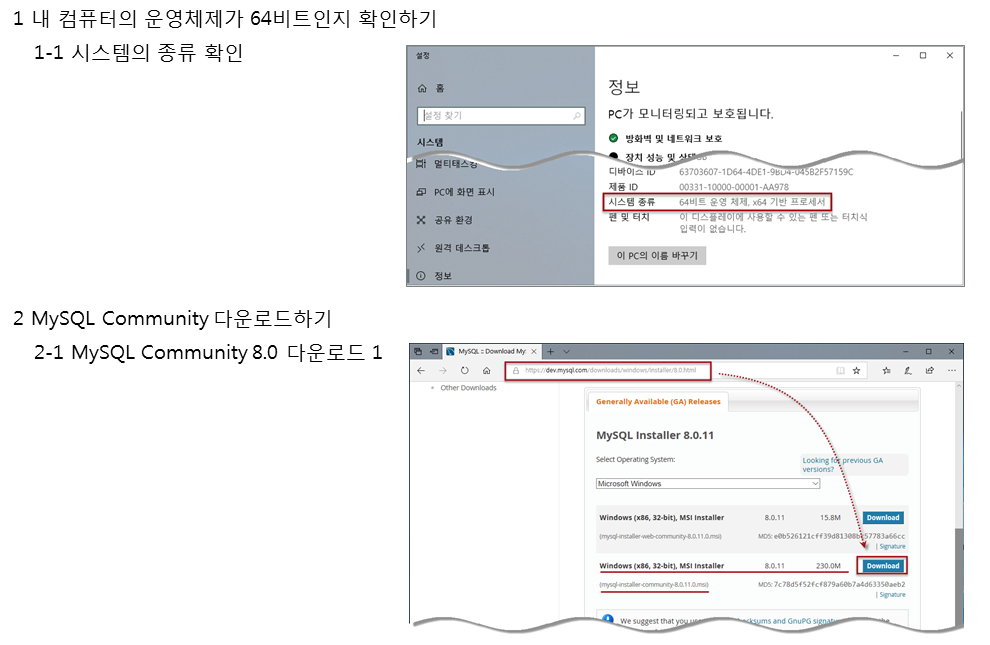 1 내 컴퓨터의 운영체제가 64비트인지 확인하기
1-1 시스템의 종류 확인
설정
홈
설정 찾기
시스템
멀티태스킹
PC에 화면 표시
공유 환경
원격 데스크톱
정보
정보
PC가 모니터링되고 보호됩니다.
방화벽 및 네트워크 보호
장치 성능 및 상태
디바이스 ID 63703607-1D64-4DE1-9BD4-045B2F57159C
제품 ID 00331-10000-00001-AA978
시스템 종류 64비트 운영 체제, x64 기반 프로세서
펜 및 터치 이 디스플레이에 사용할 수 있는 펜 또는 터치식
입력이 없습니다.
이 PC의 이름 바꾸기
2 MySQL Community 다운로드하기
2-1 MySQL Community 8.0 다운로드 1
MySQL :: Download My
https://dev.mysql.com/downloads/windows/installer/8.0.html
Other Downloads
Generally Available (GA) Releases
MySQL Installer 8.0.11
Select Operating System:
Looking for previous GA
versions?
Microsoft Windows
Windows (x86, 32-bit), MSI Installer 8.0.11 15.8M Download
(mysql-installer-web-community-8.0.11.0.msi) MD5:
| Signature
Windows (x86, 32-bit), MSI Installer 8.0.11 230.0M Download
(mysql-installer-community-8.0.11.0.msi) MD5: 7c78d5f52fcf879a60b7a4d63350aeb2
| Signature
We suggest that you
and GnuPG